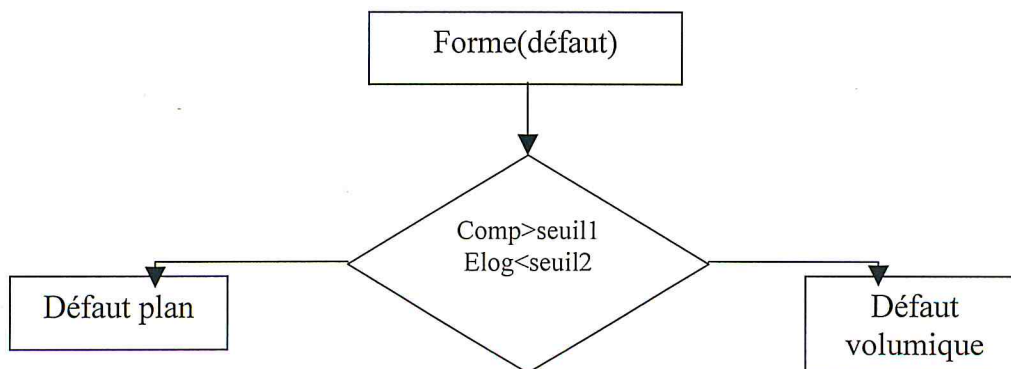 Forme(défaut)
Comp>seuil1
Elog<seuil2
Défaut plan
Défaut
volumique